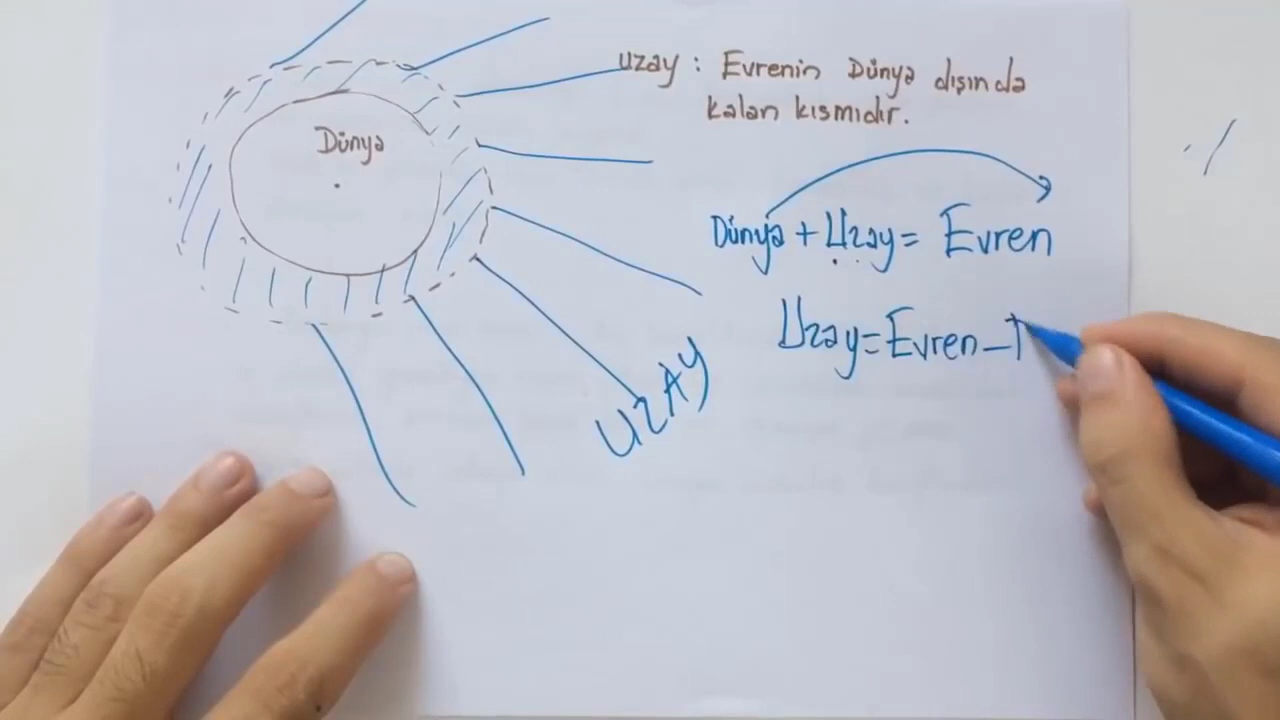 Dünya
uzay : Evrenin Dünya dışında
kalan kısmıdır.
Dünya + Uzay = Evren
Uzay = Evren -
UZAY